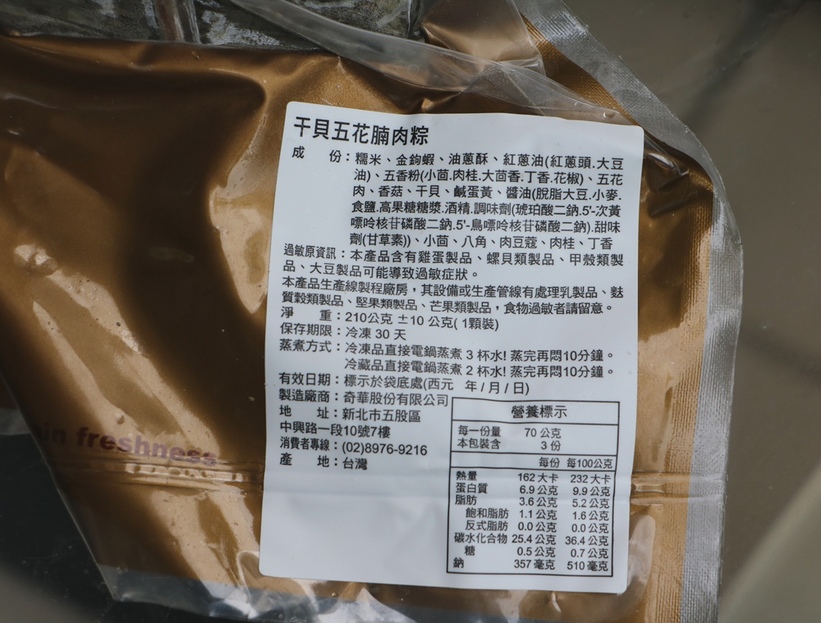 干貝五花腩肉粽
成　份：糯米、金鉤蝦、油蔥酥、紅蔥油(紅蔥頭.大豆
油)、五香粉(小茴.肉桂.大茴香.丁香.花椒)、五花
肉、香菇、干貝、鹹蛋黃、醬油(脫脂大豆.小麥.
食鹽.高果糖糖漿.酒精.調味劑(琥珀酸二鈉.5'-次黃
嘌呤核苷磷酸二鈉.5'-鳥嘌呤核苷磷酸二鈉).甜味
劑(甘草素))、小茴、八角、肉豆蔻、肉桂、丁香
過敏原資訊：本產品含有雞蛋製品、螺貝類製品、甲殼類製
品、大豆製品可能導致過敏症狀。
本產品生產線製程廠房，其設備或生產管線有處理乳製品、麩
質穀類製品、堅果類製品、芒果類製品，食物過敏者請留意。
淨　重：210公克 ±10 公克( 1顆裝)
保存期限：冷凍 30 天
蒸煮方式：冷凍品直接電鍋蒸煮 3 杯水! 蒸完再悶10分鐘。
冷藏品直接電鍋蒸煮 2 杯水! 蒸完再悶10分鐘。
有效日期：標示於袋底處(西元 年 / 月 / 日)
製造廠商：奇華股份有限公司
地　址：新北市五股區
中興路一段10號7樓
消費者專線：(02)8976-9216
產　地：台灣
營養標示
每一份量 70 公克
本包裝含 3 份
每份 每100公克
熱量 162 大卡 232 大卡
蛋白質 6.9 公克 9.9 公克
脂肪 3.6 公克 5.2 公克
飽和脂肪 1.1 公克 1.6 公克
反式脂肪 0.0 公克 0.0 公克
碳水化合物 25.4 公克 36.4 公克
糖 0.5 公克 0.7 公克
鈉 357 毫克 510 毫克
freshness